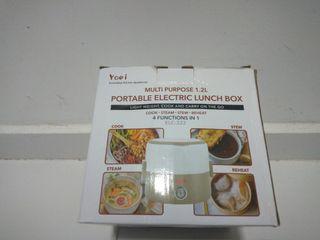 Yoei
MULTI PURPOSE 1.2L
PORTABLE ELECTRIC LUNCH BOX
LIGHT WEIGHT, COOK AND CARRY ON THE GO
COOK • STEAM • STEW • REHEAT
4 FUNCTIONS IN 1
COOK
STEW
STEAM
REHEAT